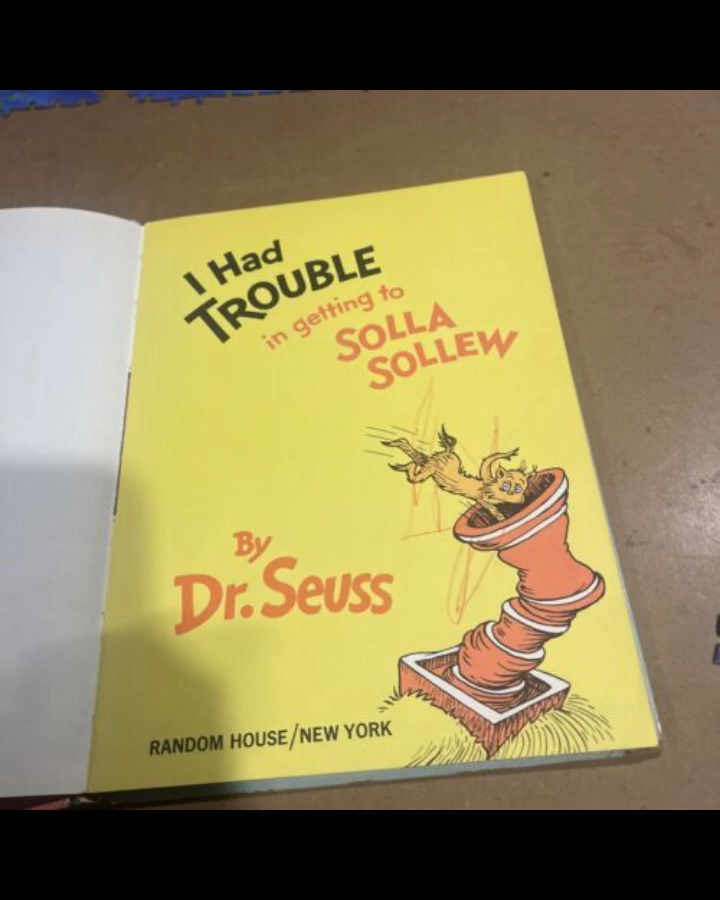 I Had
TROUBLE
in getting to
SOLLA
SOLLEW
By
Dr. Seuss
RANDOM HOUSE/NEW YORK